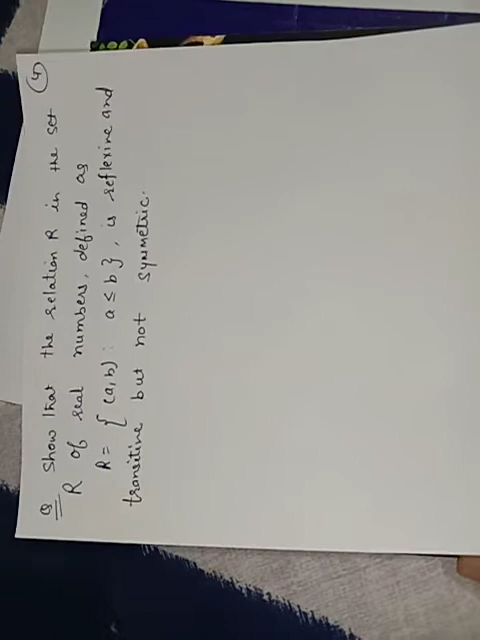 Q Show that the relation R in the set (4)
R of real numbers, defined as
R = { (a,b) : a ≤ b } , is reflexive and
transitive but not symmetric.